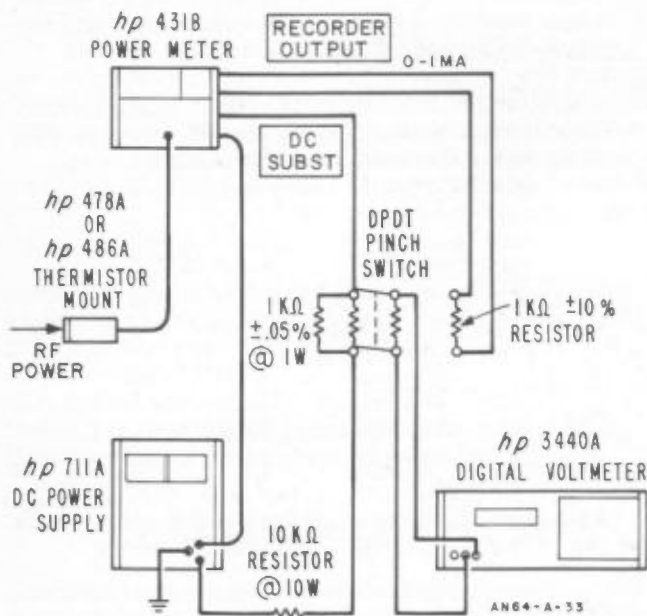 hp 431B
POWER METER
RECORDER
OUTPUT
0-1MA
DC
SUBST
hp 478A
OR
hp 486A
THERMISTOR
MOUNT
RF
POWER
DPDT
PINCH
SWITCH
1KΩ
±.05%
@ 1W
1KΩ ±10%
RESISTOR
hp 711A
DC POWER
SUPPLY
10KΩ
RESISTOR
@10W
hp 3440A
DIGITAL VOLTMETER
AN64-A-33